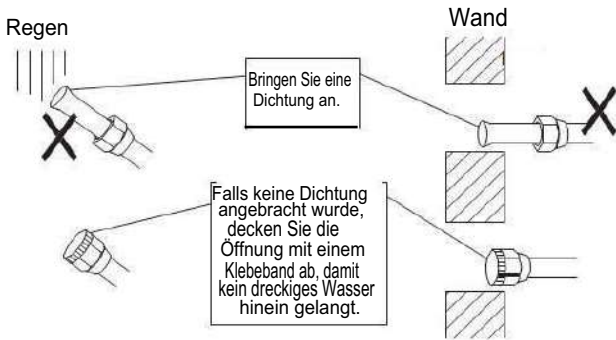 Regen
Wand
Bringen Sie eine
Dichtung an.
Falls keine Dichtung
angebracht wurde,
decken Sie die
Öffnung mit einem
Klebeband ab, damit
kein dreckiges Wasser
hinein gelangt.